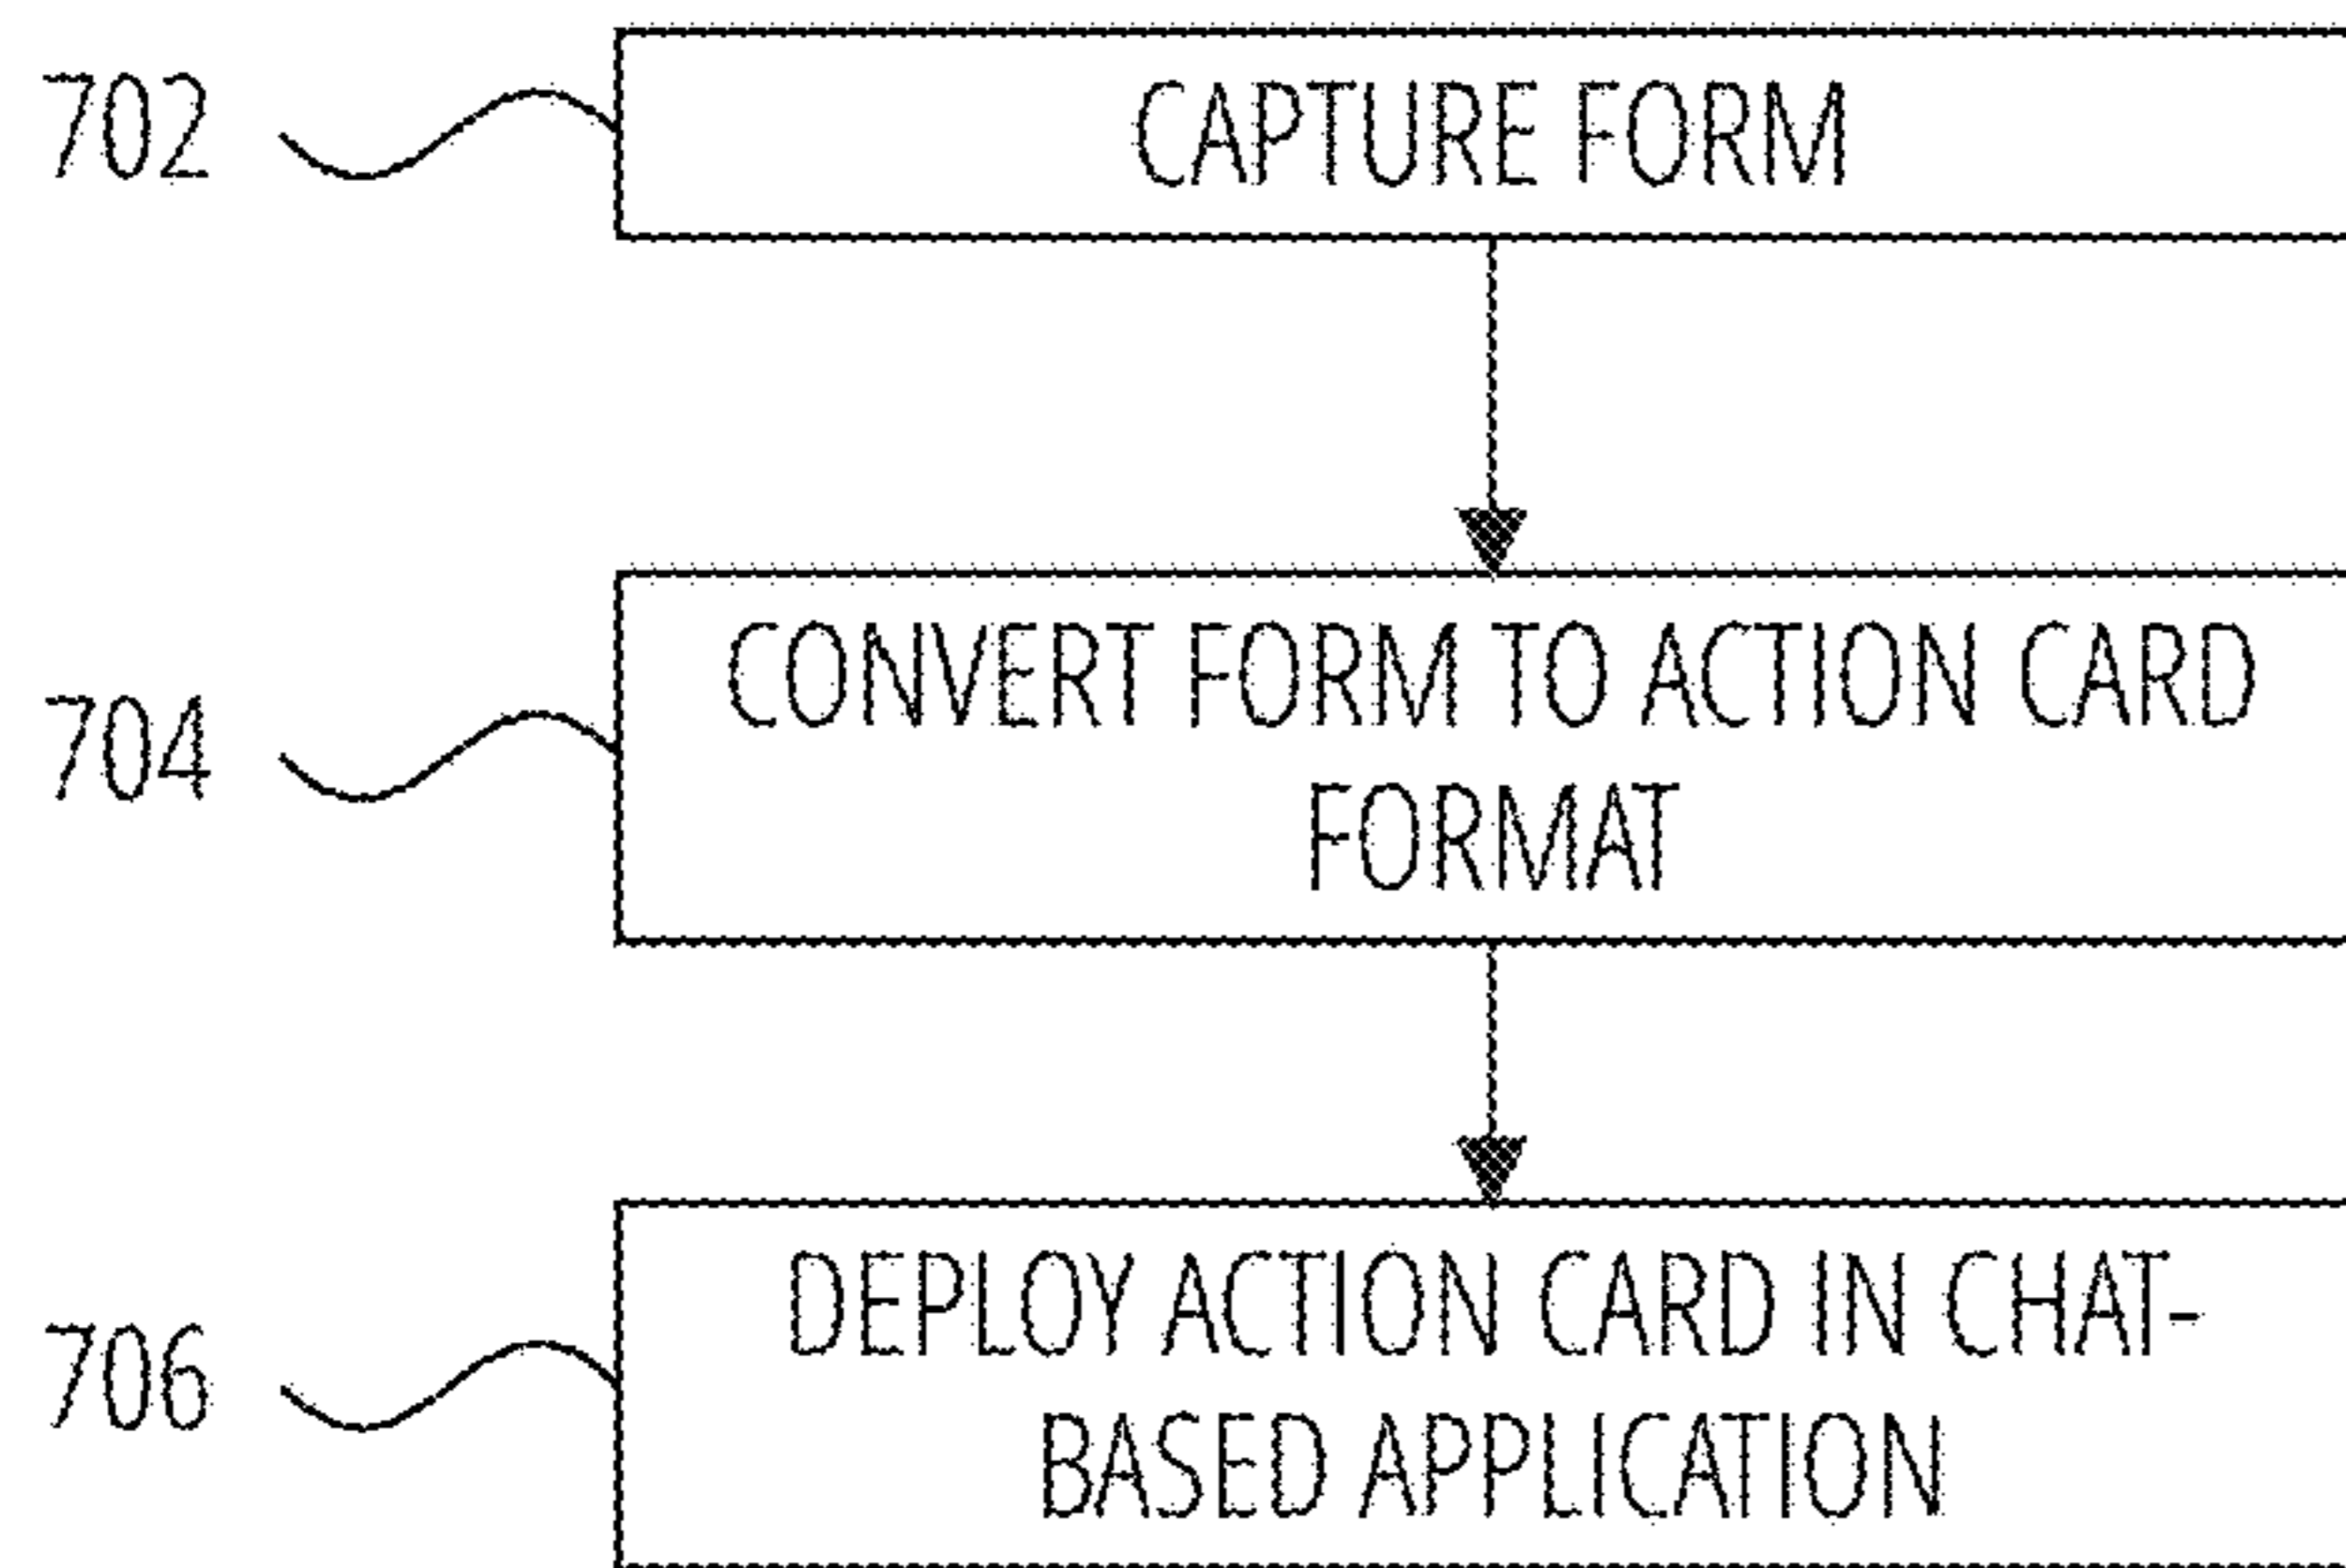 702
CAPTURE FORM
704
CONVERT FORM TO ACTION CARD
FORMAT
706
DEPLOY ACTION CARD IN CHAT-
BASED APPLICATION